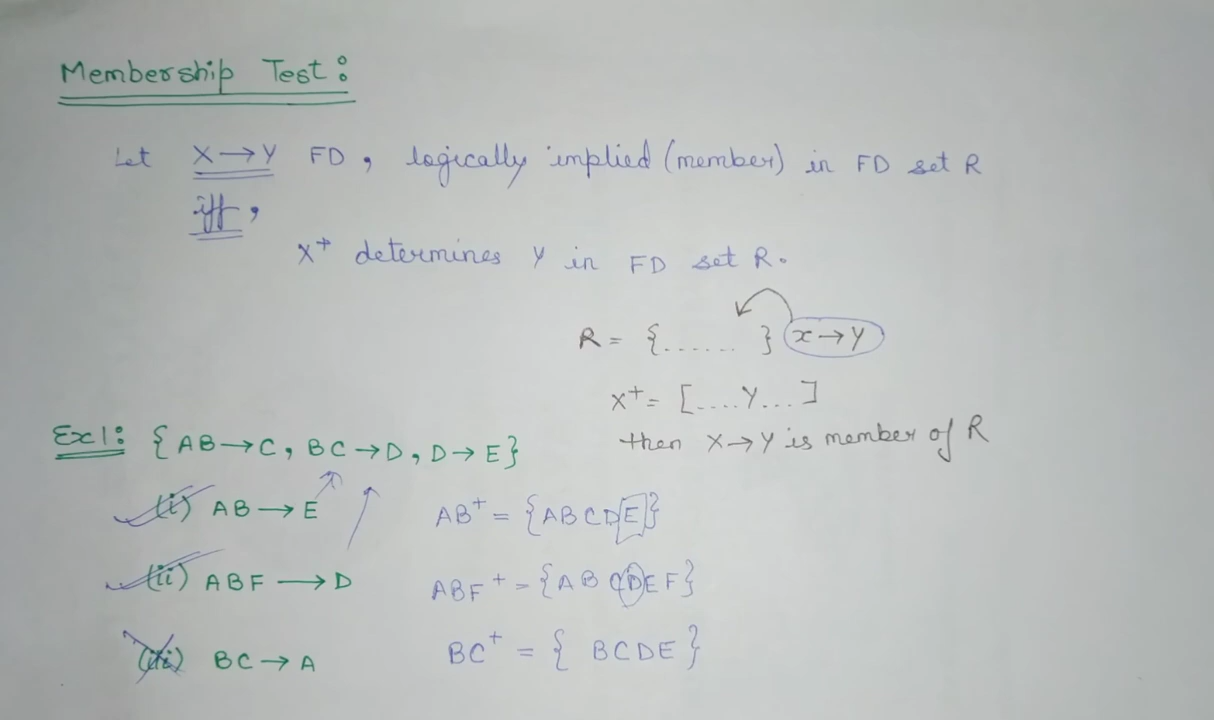 Membership Test:
Let X→Y FD, logically implied (member) in FD set R
iff,
X⁺ determines Y in FD set R.
R = {......} x→Y
X⁺ = [....Y...]
then X→Y is member of R
Ex1: {AB→C, BC→D, D→E}
(i) AB→E AB⁺ = {ABCDE}
(ii) ABF→D ABF⁺ = {ABCDEF}
(iii) BC→A BC⁺ = {BCDE}